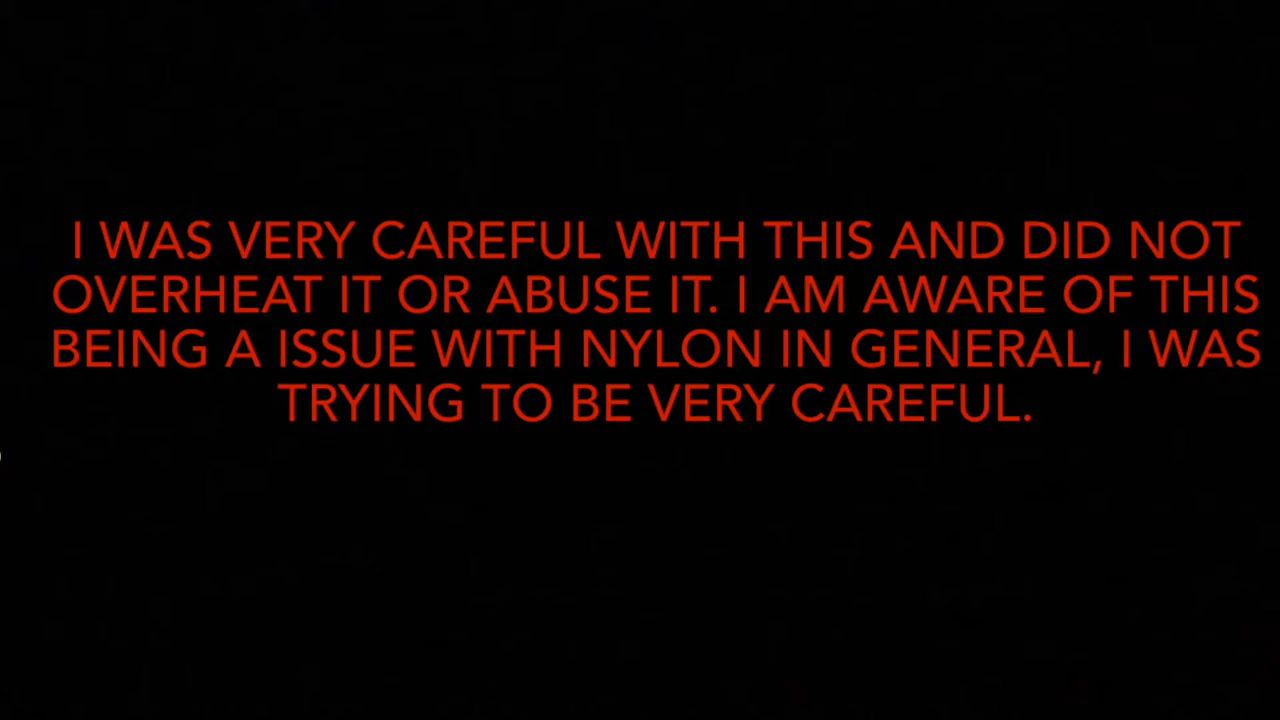 I WAS VERY CAREFUL WITH THIS AND DID NOT
OVERHEAT IT OR ABUSE IT. I AM AWARE OF THIS
BEING A ISSUE WITH NYLON IN GENERAL, I WAS
TRYING TO BE VERY CAREFUL.